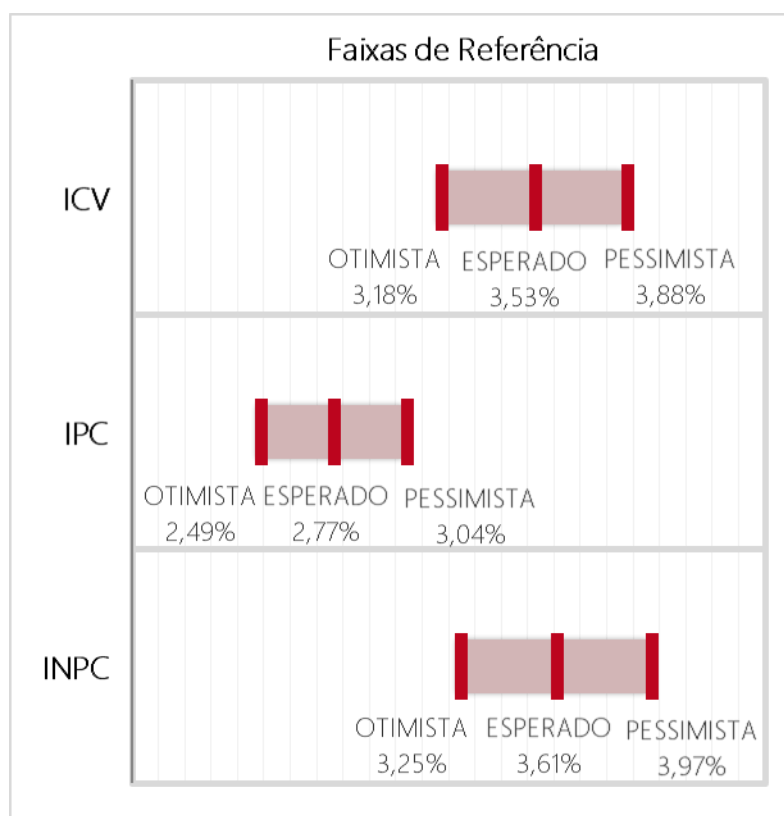 Faixas de Referência
ICV
OTIMISTA ESPERADO PESSIMISTA
3,18% 3,53% 3,88%
IPC
OTIMISTA ESPERADO PESSIMISTA
2,49% 2,77% 3,04%
INPC
OTIMISTA ESPERADO PESSIMISTA
3,25% 3,61% 3,97%